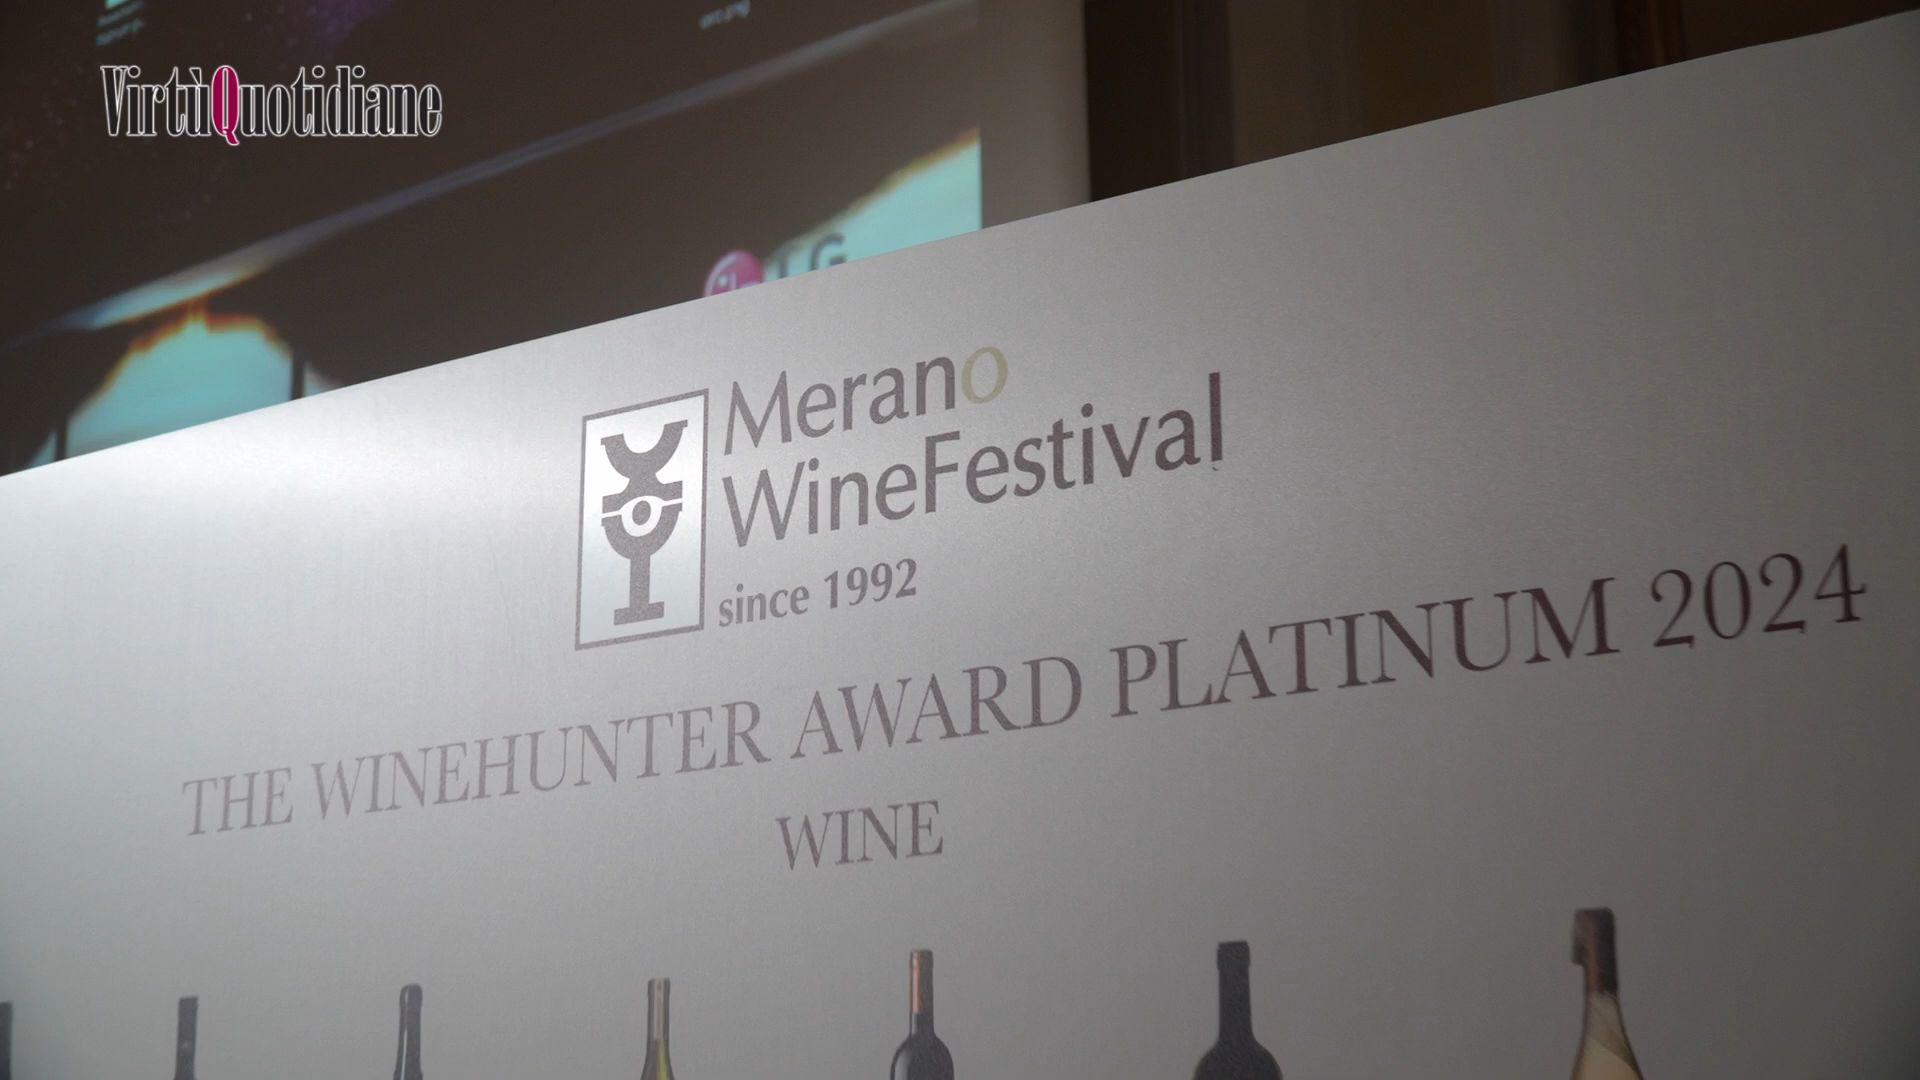 VirtùQuotidiane
LG
Merano
WineFestival
since 1992
THE WINEHUNTER AWARD PLATINUM 2024
WINE